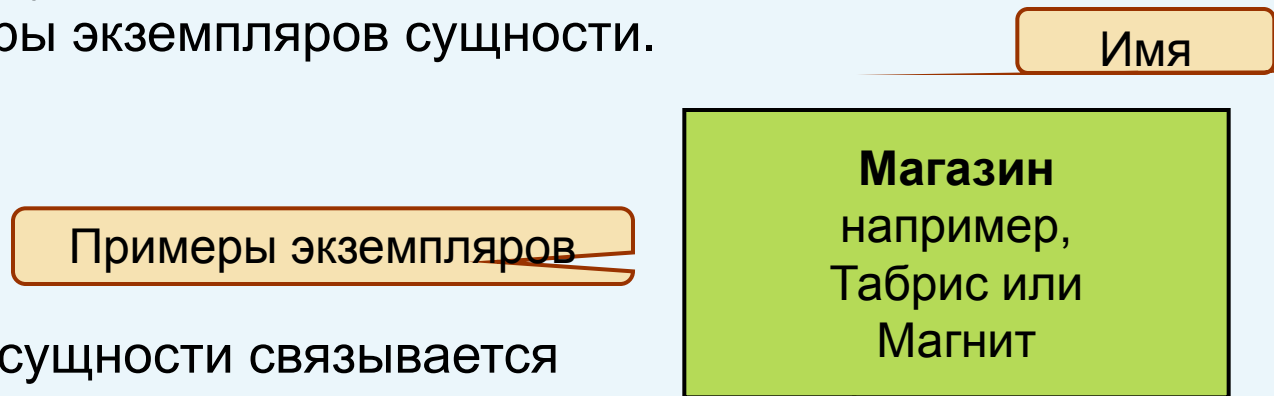 ры экземпляров сущности.
Имя
Магазин
например,
Табрис или
Магнит
Примеры экземпляров
сущности связывается